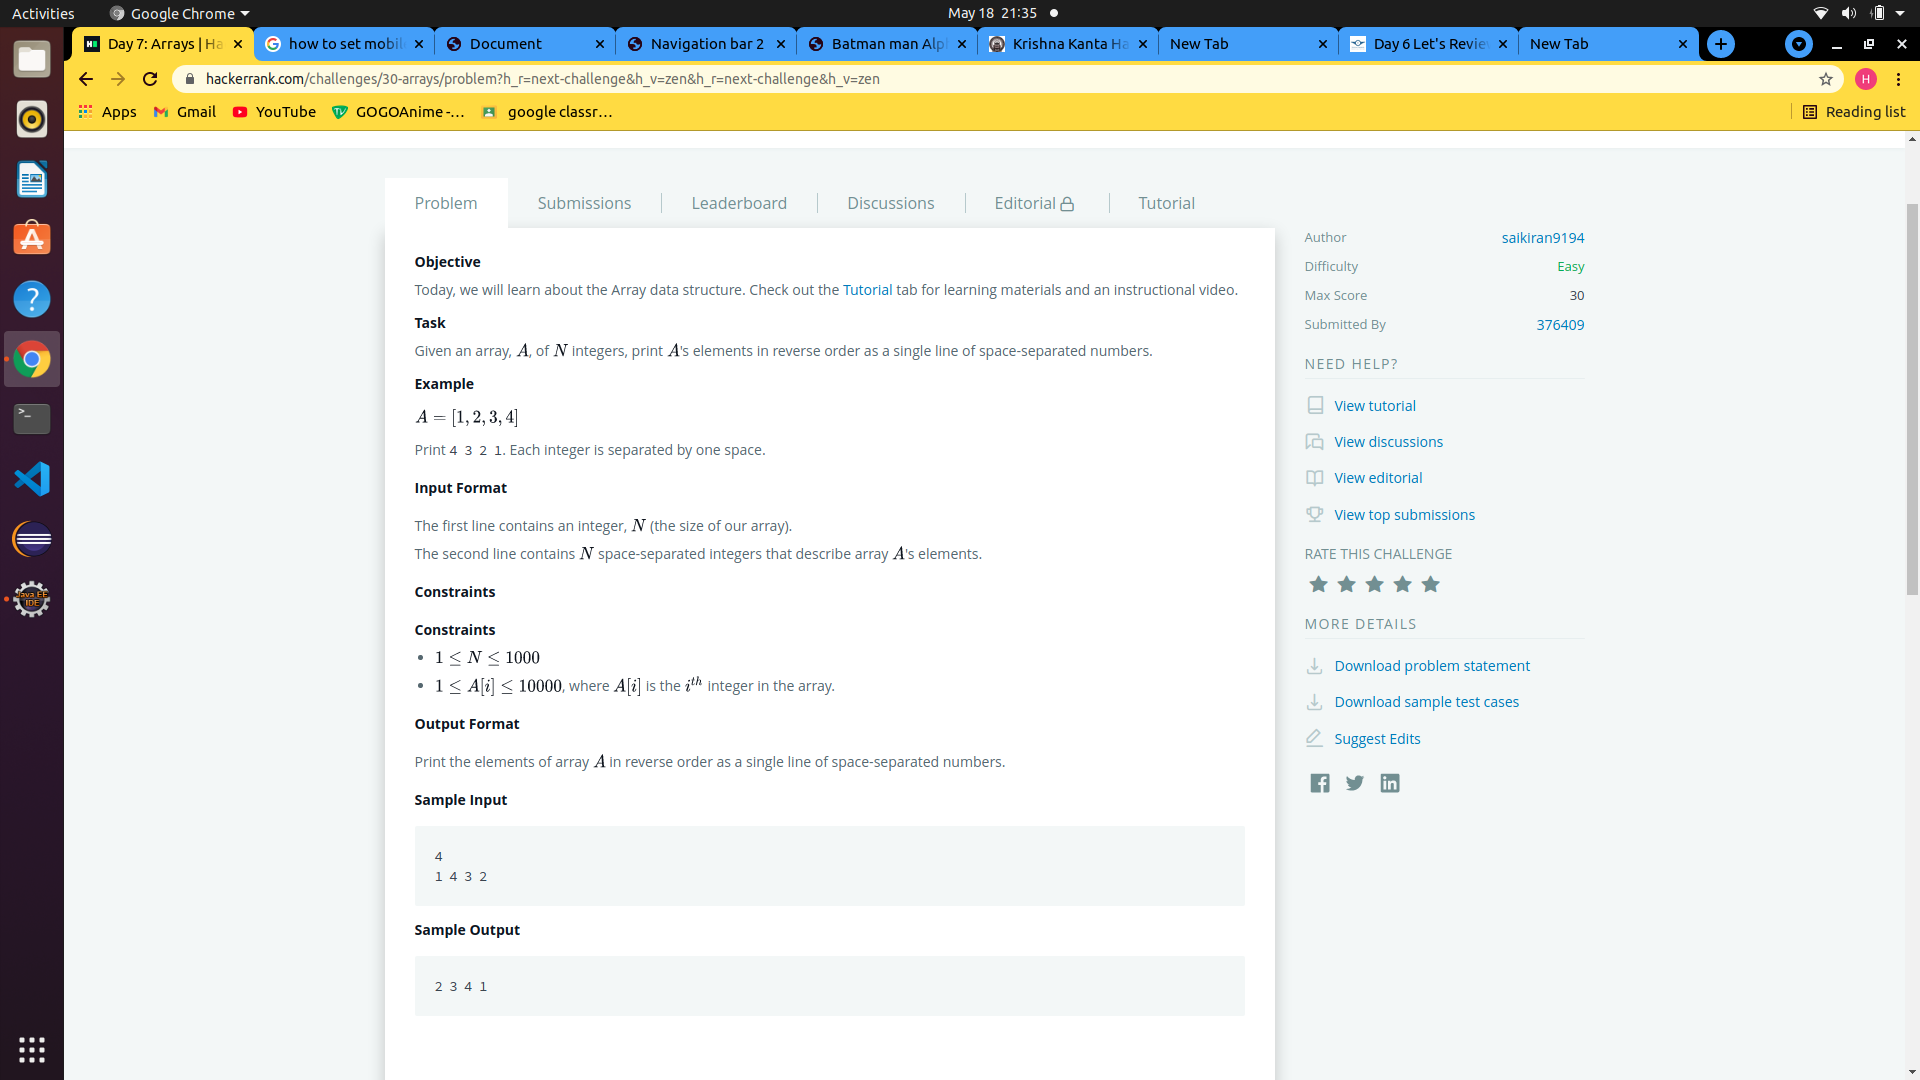 Activities
Google Chrome
May 18 21:35
Day 7: Arrays | Ha
how to set mobil
Document
Navigation bar 2
Batman man Alp
Krishna Kanta Ha
New Tab
Day 6 Let's Revie
New Tab
hackerrank.com/challenges/30-arrays/problem?h_r=next-challenge&h_v=zen&h_r=next-challenge&h_v=zen
H
Apps
Gmail
YouTube
GOGOAnime -...
google classr...
Reading list
Problem
Submissions
Leaderboard
Discussions
Editorial
Tutorial
Objective
Today, we will learn about the Array data structure. Check out the Tutorial tab for learning materials and an instructional video.
Task
Given an array, A, of N integers, print A's elements in reverse order as a single line of space-separated numbers.
Example
A = [1, 2, 3, 4]
Print 4 3 2 1. Each integer is separated by one space.
Input Format
The first line contains an integer, N (the size of our array).
The second line contains N space-separated integers that describe array A's elements.
Constraints
Constraints
• 1 ≤ N ≤ 1000
• 1 ≤ A[i] ≤ 10000, where A[i] is the i^th integer in the array.
Output Format
Print the elements of array A in reverse order as a single line of space-separated numbers.
Sample Input
4
1 4 3 2
Sample Output
2 3 4 1
Author saikiran9194
Difficulty Easy
Max Score 30
Submitted By 376409
NEED HELP?
View tutorial
View discussions
View editorial
View top submissions
RATE THIS CHALLENGE
MORE DETAILS
Download problem statement
Download sample test cases
Suggest Edits
Java EE
IDE